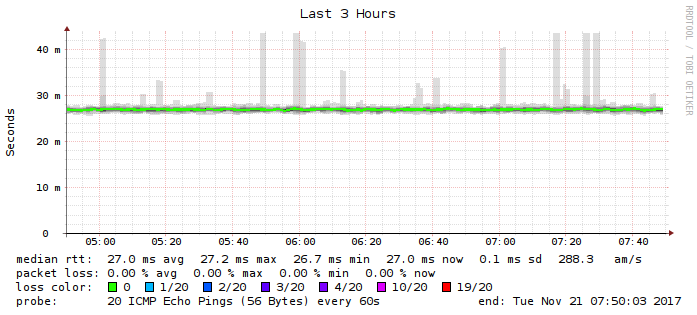 Last 3 Hours
RRDTOOL / TOBI OETIKER
Seconds
40 m
30 m
20 m
10 m
0
05:00 05:20 05:40 06:00 06:20 06:40 07:00 07:20 07:40
median rtt: 27.0 ms avg 27.2 ms max 26.7 ms min 27.0 ms now 0.1 ms sd 288.3 am/s
packet loss: 0.00 % avg 0.00 % max 0.00 % min 0.00 % now
loss color: 0 1/20 2/20 3/20 4/20 10/20 19/20
probe: 20 ICMP Echo Pings (56 Bytes) every 60s end: Tue Nov 21 07:50:03 2017